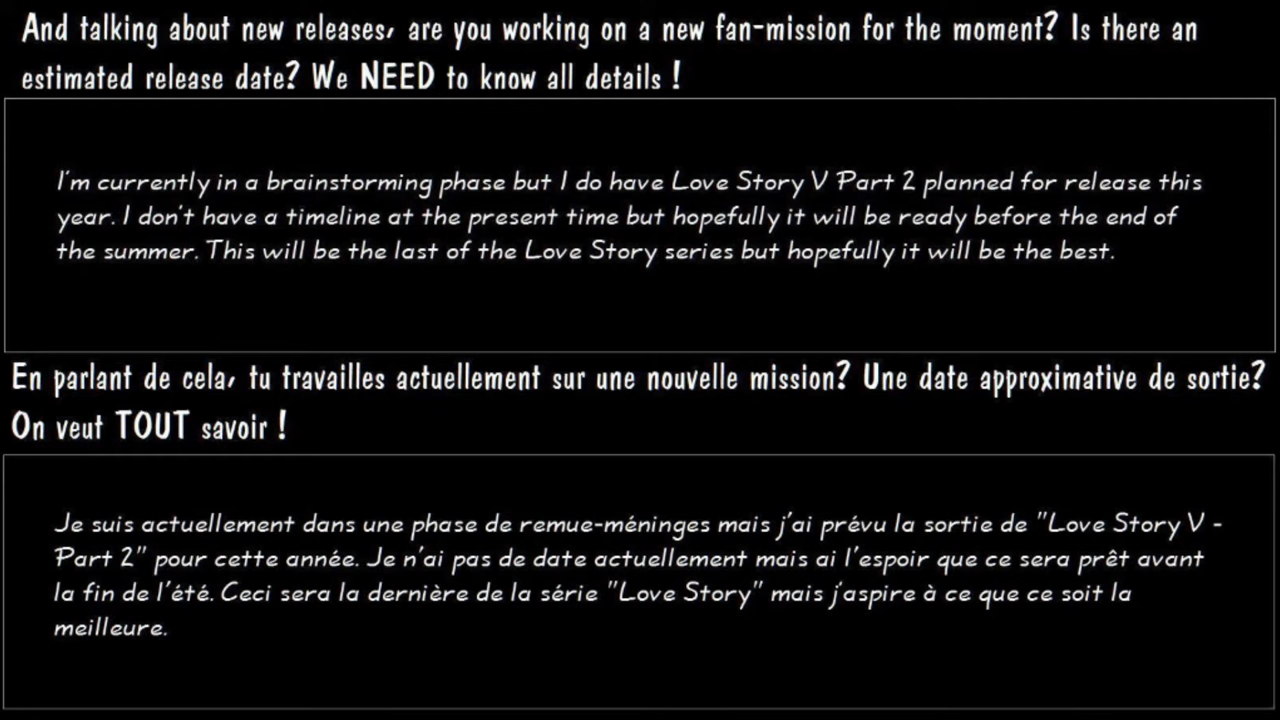 And talking about new releases, are you working on a new fan-mission for the moment? Is there an
estimated release date? We NEED to know all details !
I'm currently in a brainstorming phase but I do have Love Story V Part 2 planned for release this
year. I don't have a timeline at the present time but hopefully it will be ready before the end of
the summer. This will be the last of the Love Story series but hopefully it will be the best.
En parlant de cela, tu travailles actuellement sur une nouvelle mission? Une date approximative de sortie?
On veut TOUT savoir !
Je suis actuellement dans une phase de remue-méninges mais j'ai prévu la sortie de "Love Story V -
Part 2" pour cette année. Je n'ai pas de date actuellement mais ai l'espoir que ce sera prêt avant
la fin de l'été. Ceci sera la dernière de la série "Love Story" mais j'aspire à ce que ce soit la
meilleure.